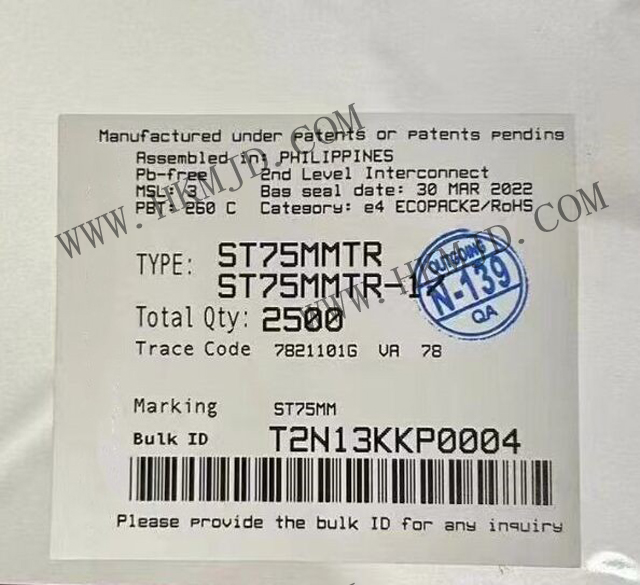 Manufactured under patents or patents pending
Assembled in: PHILIPPINES
Pb-free 2nd Level Interconnect
MSL: 3 Bag seal date: 30 MAR 2022
PBT: 260 C Category: e4 ECOPACK2/RoHS
TYPE: ST75MMTR
ST75MMTR-17
OUTGOING
N-139
QA
Total Qty: 2500
Trace Code 7821101G VA 78
Marking ST75MM
Bulk ID T2N13KKP0004
Please provide the bulk ID for any inquiry
WWW.HKMJD.COM
WWW.HKMJD.COM